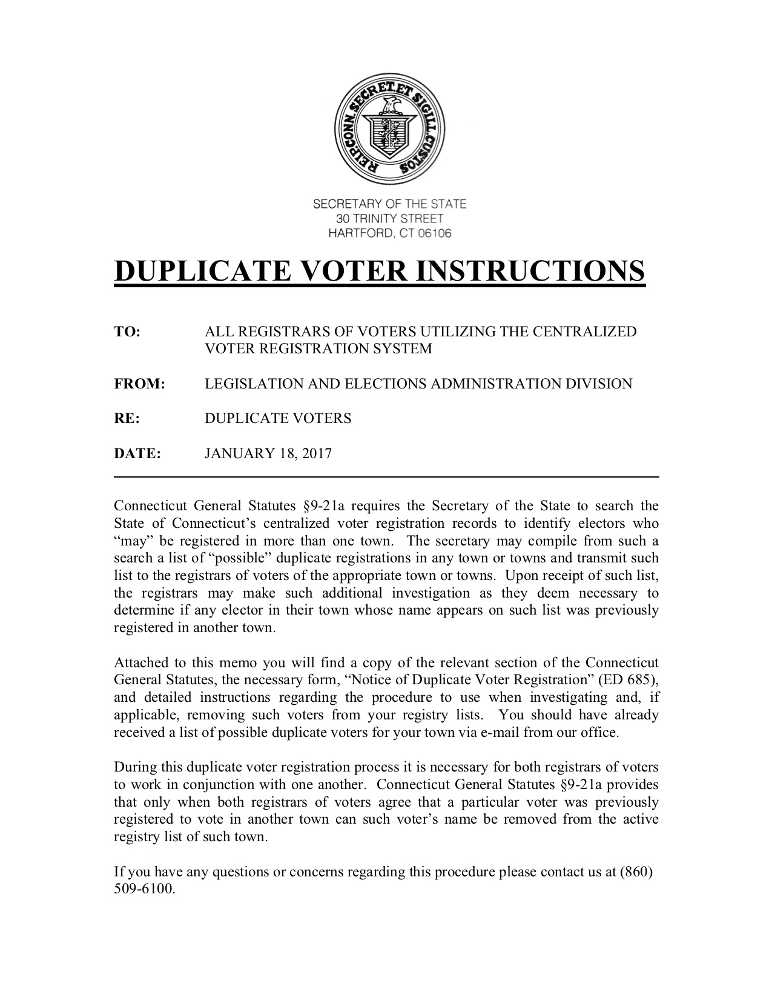 REIP.CONN.SECRET.ET SIGILL.CUSTOS
SECRETARY OF THE STATE
30 TRINITY STREET
HARTFORD, CT 06106
DUPLICATE VOTER INSTRUCTIONS
TO: ALL REGISTRARS OF VOTERS UTILIZING THE CENTRALIZED
VOTER REGISTRATION SYSTEM
FROM: LEGISLATION AND ELECTIONS ADMINISTRATION DIVISION
RE: DUPLICATE VOTERS
DATE: JANUARY 18, 2017
Connecticut General Statutes §9-21a requires the Secretary of the State to search the
State of Connecticut’s centralized voter registration records to identify electors who
“may” be registered in more than one town. The secretary may compile from such a
search a list of “possible” duplicate registrations in any town or towns and transmit such
list to the registrars of voters of the appropriate town or towns. Upon receipt of such list,
the registrars may make such additional investigation as they deem necessary to
determine if any elector in their town whose name appears on such list was previously
registered in another town.
Attached to this memo you will find a copy of the relevant section of the Connecticut
General Statutes, the necessary form, “Notice of Duplicate Voter Registration” (ED 685),
and detailed instructions regarding the procedure to use when investigating and, if
applicable, removing such voters from your registry lists. You should have already
received a list of possible duplicate voters for your town via e-mail from our office.
During this duplicate voter registration process it is necessary for both registrars of voters
to work in conjunction with one another. Connecticut General Statutes §9-21a provides
that only when both registrars of voters agree that a particular voter was previously
registered to vote in another town can such voter’s name be removed from the active
registry list of such town.
If you have any questions or concerns regarding this procedure please contact us at (860)
509-6100.